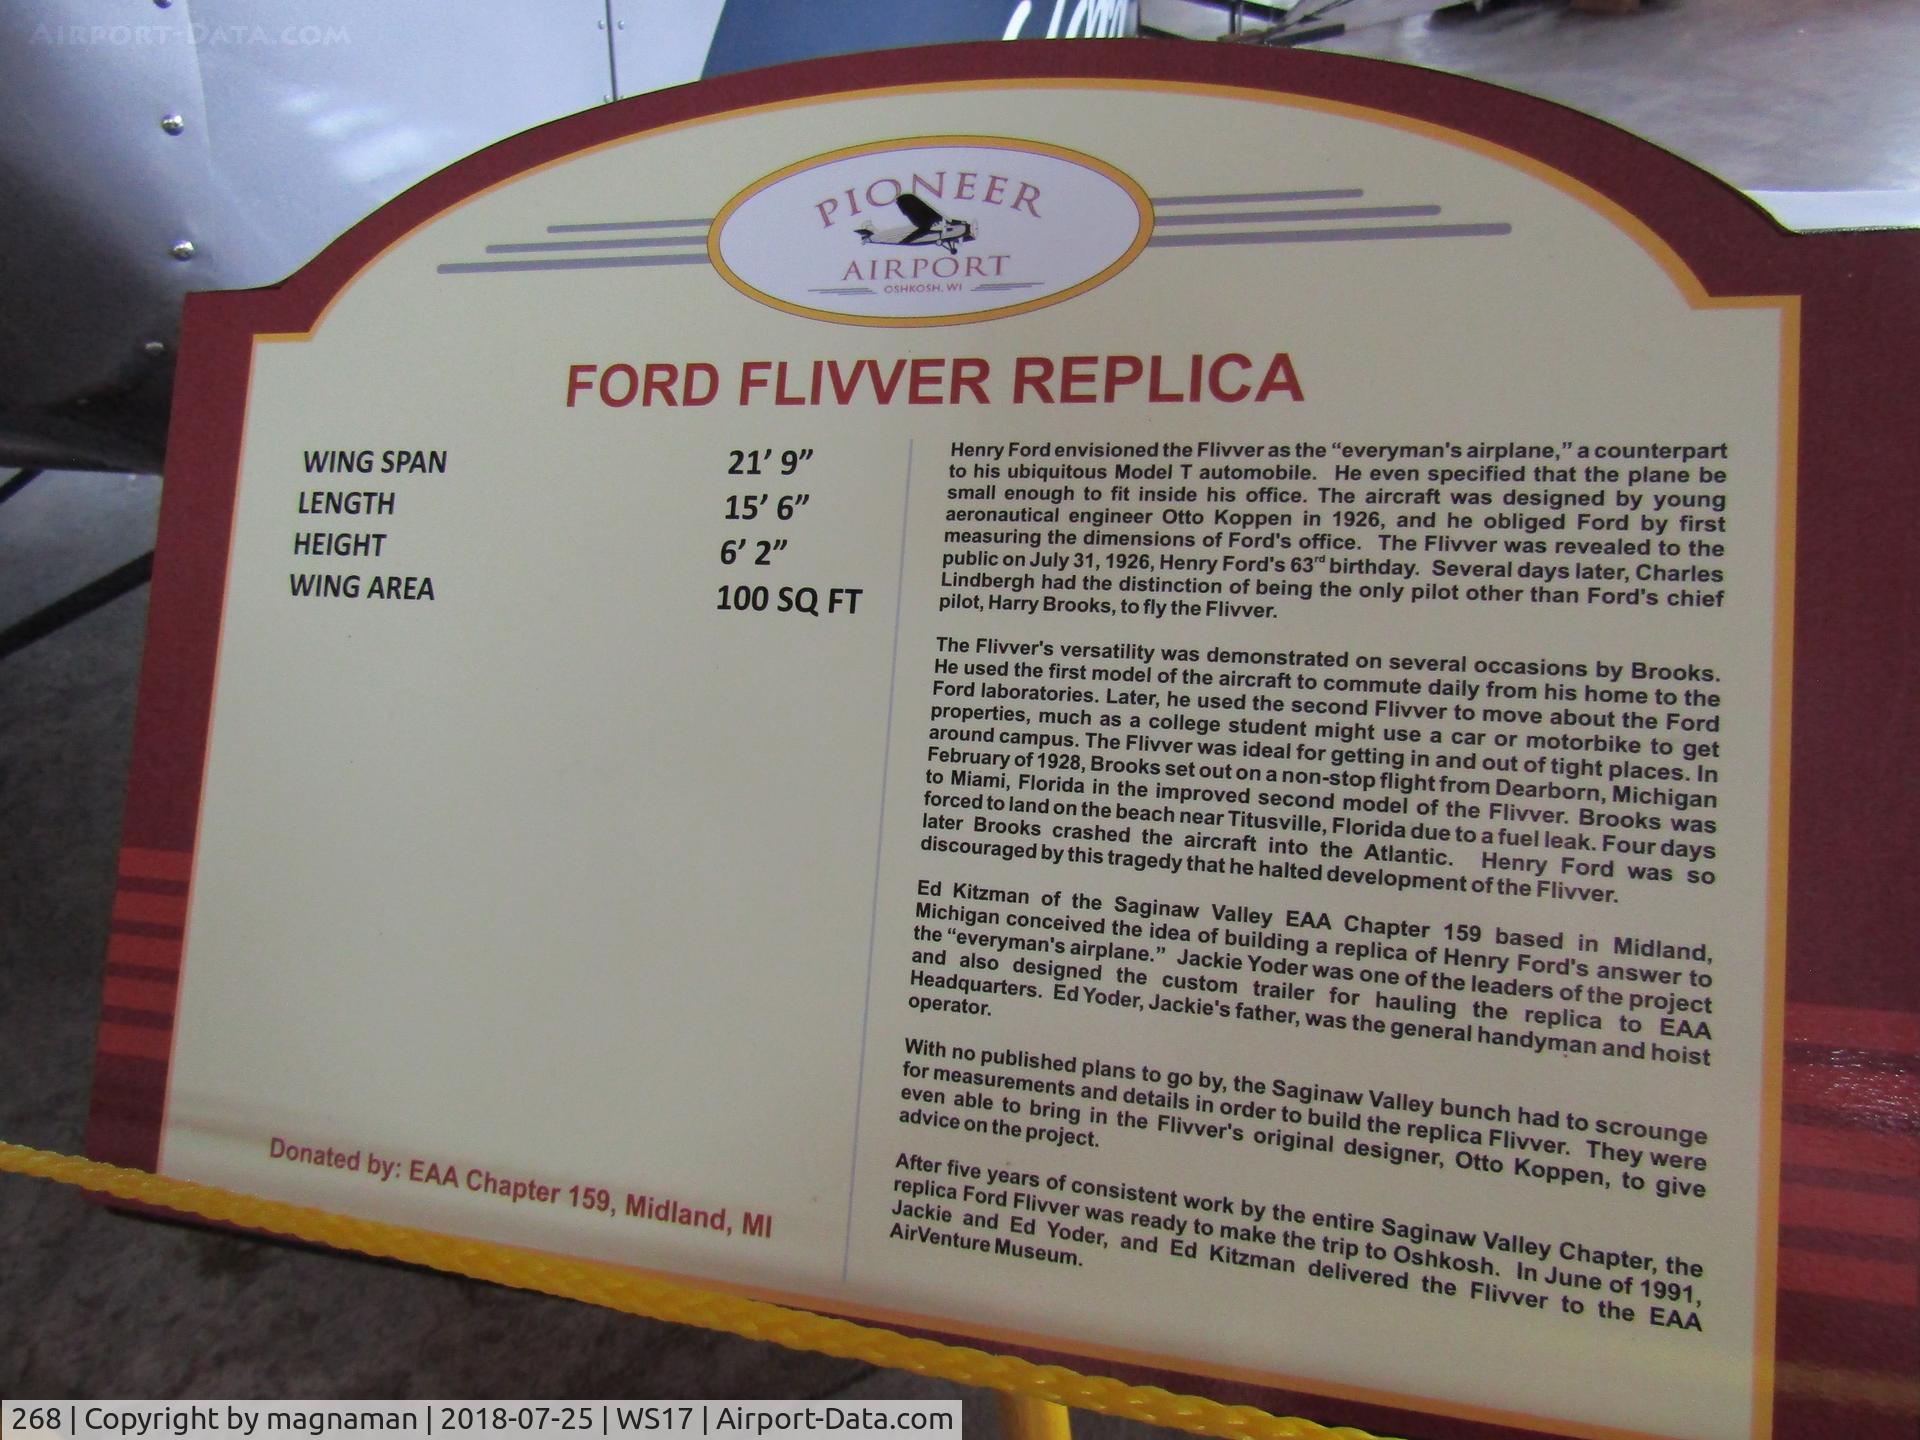 AIRPORT-DATA.COM
PIONEER
AIRPORT
OSHKOSH, WI
FORD FLIVVER REPLICA
WING SPAN 21' 9”
LENGTH 15' 6”
HEIGHT 6' 2”
WING AREA 100 SQ FT
Donated by: EAA Chapter 159, Midland, MI
Henry Ford envisioned the Flivver as the “everyman's airplane,” a counterpart
to his ubiquitous Model T automobile. He even specified that the plane be
small enough to fit inside his office. The aircraft was designed by young
aeronautical engineer Otto Koppen in 1926, and he obliged Ford by first
measuring the dimensions of Ford's office. The Flivver was revealed to the
public on July 31, 1926, Henry Ford's 63rd birthday. Several days later, Charles
Lindbergh had the distinction of being the only pilot other than Ford's chief
pilot, Harry Brooks, to fly the Flivver.
The Flivver's versatility was demonstrated on several occasions by Brooks.
He used the first model of the aircraft to commute daily from his home to the
Ford laboratories. Later, he used the second Flivver to move about the Ford
properties, much as a college student might use a car or motorbike to get
around campus. The Flivver was ideal for getting in and out of tight places. In
February of 1928, Brooks set out on a non-stop flight from Dearborn, Michigan
to Miami, Florida in the improved second model of the Flivver. Brooks was
forced to land on the beach near Titusville, Florida due to a fuel leak. Four days
later Brooks crashed the aircraft into the Atlantic. Henry Ford was so
discouraged by this tragedy that he halted development of the Flivver.
Ed Kitzman of the Saginaw Valley EAA Chapter 159 based in Midland,
Michigan conceived the idea of building a replica of Henry Ford's answer to
the “everyman's airplane.” Jackie Yoder was one of the leaders of the project
and also designed the custom trailer for hauling the replica to EAA
Headquarters. Ed Yoder, Jackie's father, was the general handyman and hoist
operator.
With no published plans to go by, the Saginaw Valley bunch had to scrounge
for measurements and details in order to build the replica Flivver. They were
even able to bring in the Flivver's original designer, Otto Koppen, to give
advice on the project.
After five years of consistent work by the entire Saginaw Valley Chapter, the
replica Ford Flivver was ready to make the trip to Oshkosh. In June of 1991,
Jackie and Ed Yoder, and Ed Kitzman delivered the Flivver to the EAA
AirVenture Museum.
268 | Copyright by magnaman | 2018-07-25 | WS17 | Airport-Data.com